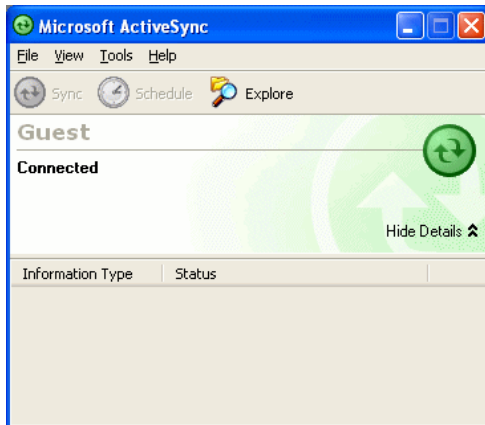 Microsoft ActiveSync
File View Tools Help
Sync Schedule Explore
Guest
Connected
Hide Details
Information Type Status